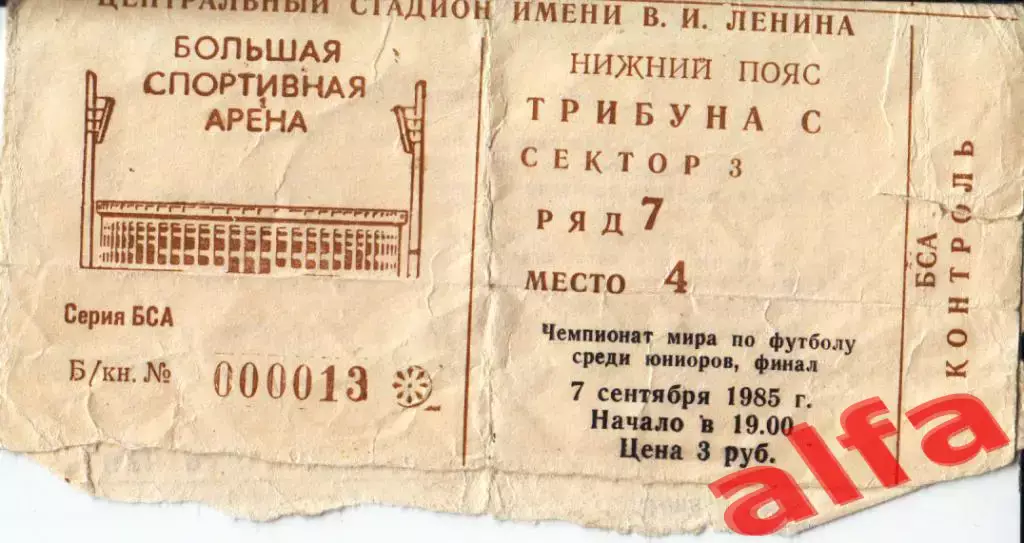 ЦЕНТРАЛЬНЫЙ СТАДИОН ИМЕНИ В. И. ЛЕНИНА
БОЛЬШАЯ
СПОРТИВНАЯ
АРЕНА
Серия БСА
Б/кн. № 000013
НИЖНИЙ ПОЯС
ТРИБУНА С
СЕКТОР 3
РЯД 7
МЕСТО 4
Чемпионат мира по футболу
среди юниоров, финал
7 сентября 1985 г.
Начало в 19.00
Цена 3 руб.
БСА
КОНТРОЛЬ
alfa